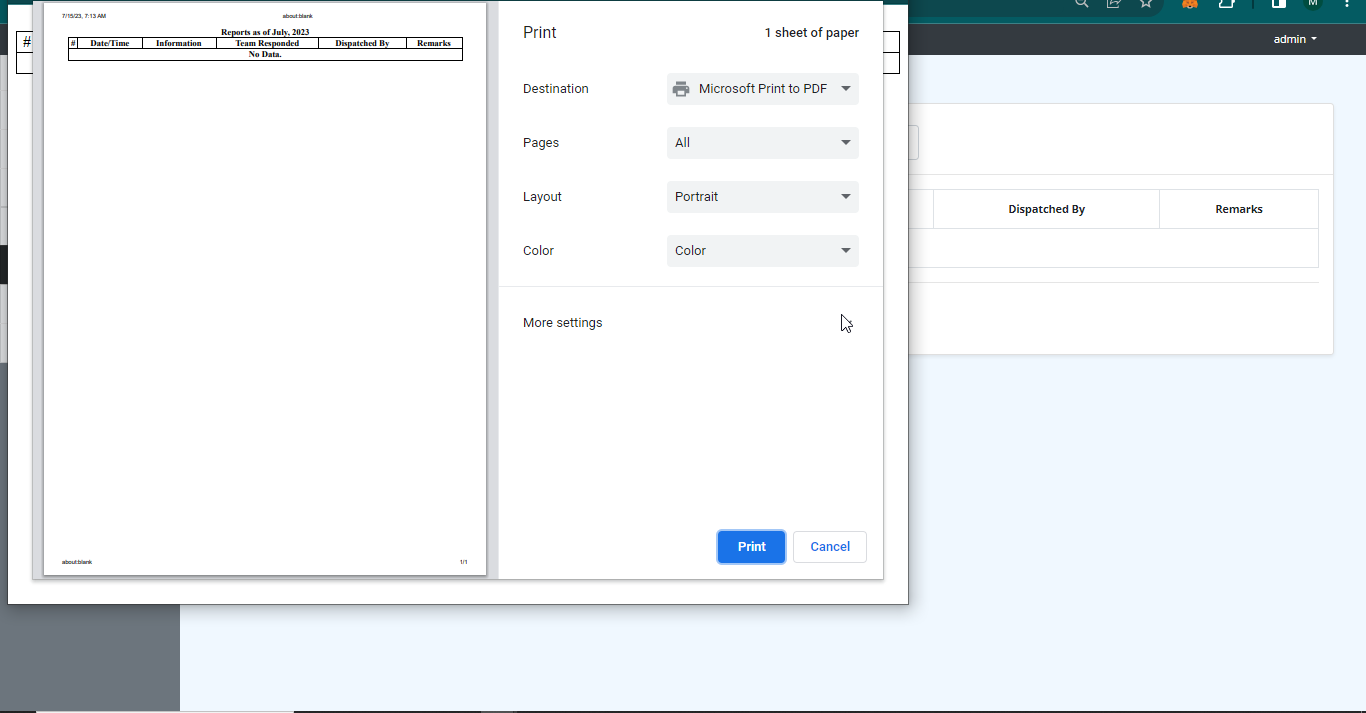 M
admin
#
7/15/23, 7:13 AM about:blank
Reports as of July, 2023
# Date/Time Information Team Responded Dispatched By Remarks
No Data.
about:blank 1/1
Print 1 sheet of paper
Destination Microsoft Print to PDF
Pages All
Layout Portrait
Color Color
More settings
Print Cancel
Dispatched By Remarks